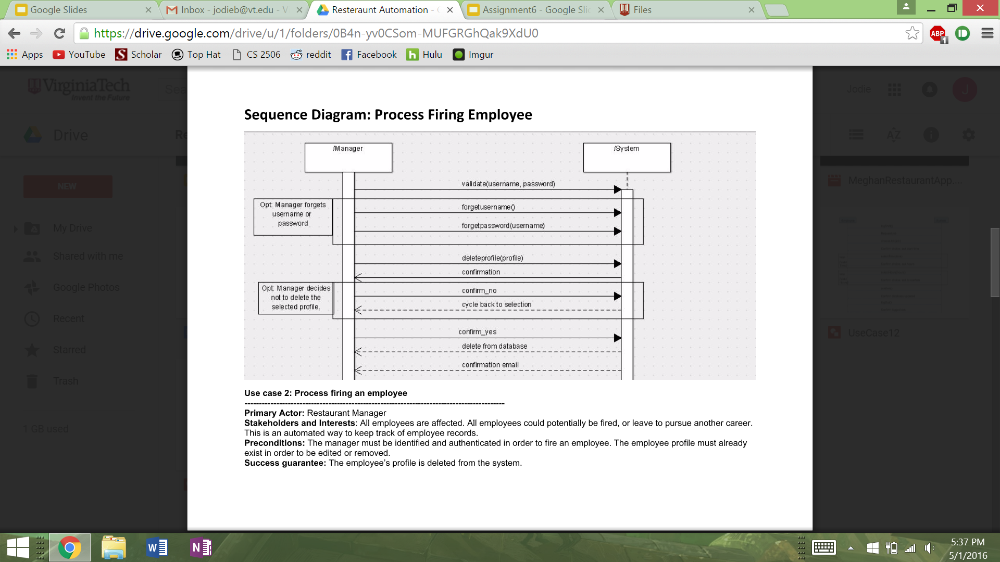 Google Slides
Inbox - jodieb@vt.edu - V
Resteraunt Automation -
Assignment6 - Google Slid
Files
https://drive.google.com/drive/u/1/folders/0B4n-yv0CSom-MUFGRGhQak9XdU0
ABP
1
Apps
YouTube
S
Scholar
Top Hat
CS 2506
reddit
Facebook
h
Hulu
Imgur
VirginiaTech
Invent the Future
Sea
Jodie
J
Drive
Re
AZ
NEW
My Drive
Shared with me
Google Photos
Recent
Starred
Trash
1 GB used
MeghanRestaurantApp....
UseCase12
Sequence Diagram: Process Firing Employee
/Manager
/System
validate(username, password)
Opt: Manager forgets
username or
password
forgetusername()
forgetpassword(username)
deleteprofile(profile)
confirmation
Opt: Manager decides
not to delete the
selected profile.
confirm_no
cycle back to selection
confirm_yes
delete from database
confirmation email
Use case 2: Process firing an employee
------------------------------------------------------------------------------------------
Primary Actor: Restaurant Manager
Stakeholders and Interests: All employees are affected. All employees could potentially be fired, or leave to pursue another career.
This is an automated way to keep track of employee records.
Preconditions: The manager must be identified and authenticated in order to fire an employee. The employee profile must already
exist in order to be edited or removed.
Success guarantee: The employee's profile is deleted from the system.
W
N
5:37 PM
5/1/2016